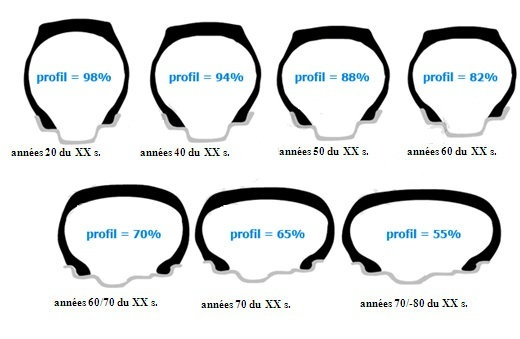 profil = 98%
profil = 94%
profil = 88%
profil = 82%
années 20 du XX s.
années 40 du XX s.
années 50 du XX s.
années 60 du XX s.
profil = 70%
profil = 65%
profil = 55%
années 60/70 du XX s.
années 70 du XX s.
années 70/-80 du XX s.